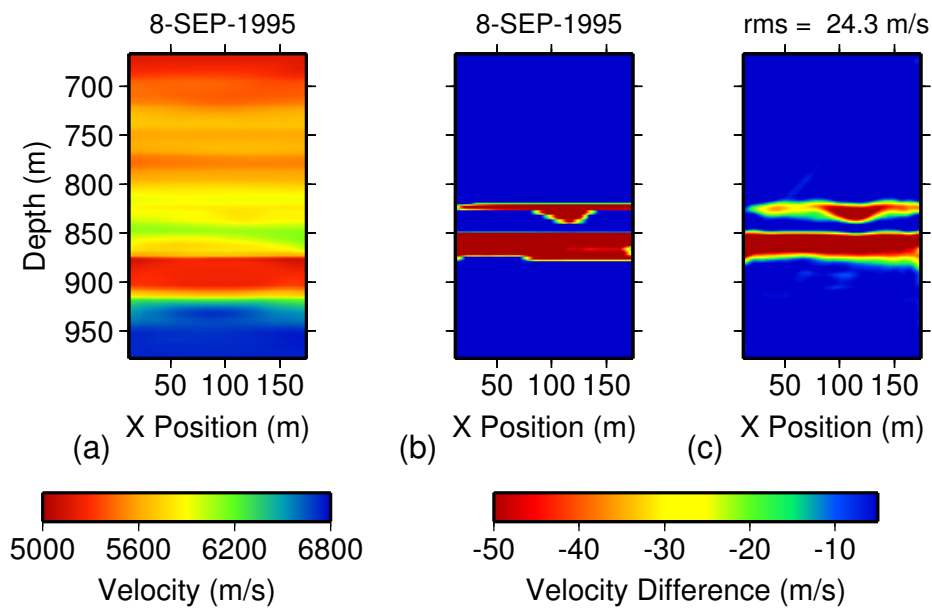 8-SEP-1995
8-SEP-1995
rms = 24.3 m/s
Depth (m)
700
750
800
850
900
950
50 100 150
50 100 150
50 100 150
X Position (m)
X Position (m)
X Position (m)
(a)
(b)
(c)
5000 5600 6200 6800
Velocity (m/s)
-50 -40 -30 -20 -10
Velocity Difference (m/s)